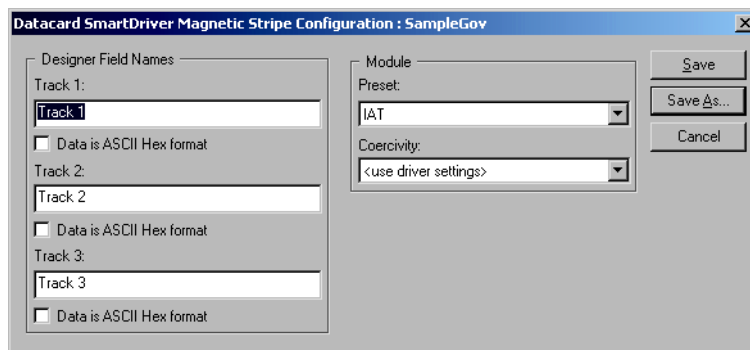 Datacard SmartDriver Magnetic Stripe Configuration : SampleGov
Designer Field Names
Track 1:
Track 1
Data is ASCII Hex format
Track 2:
Track 2
Data is ASCII Hex format
Track 3:
Track 3
Data is ASCII Hex format
Module
Preset:
IAT
Coercivity:
<use driver settings>
Save
Save As...
Cancel